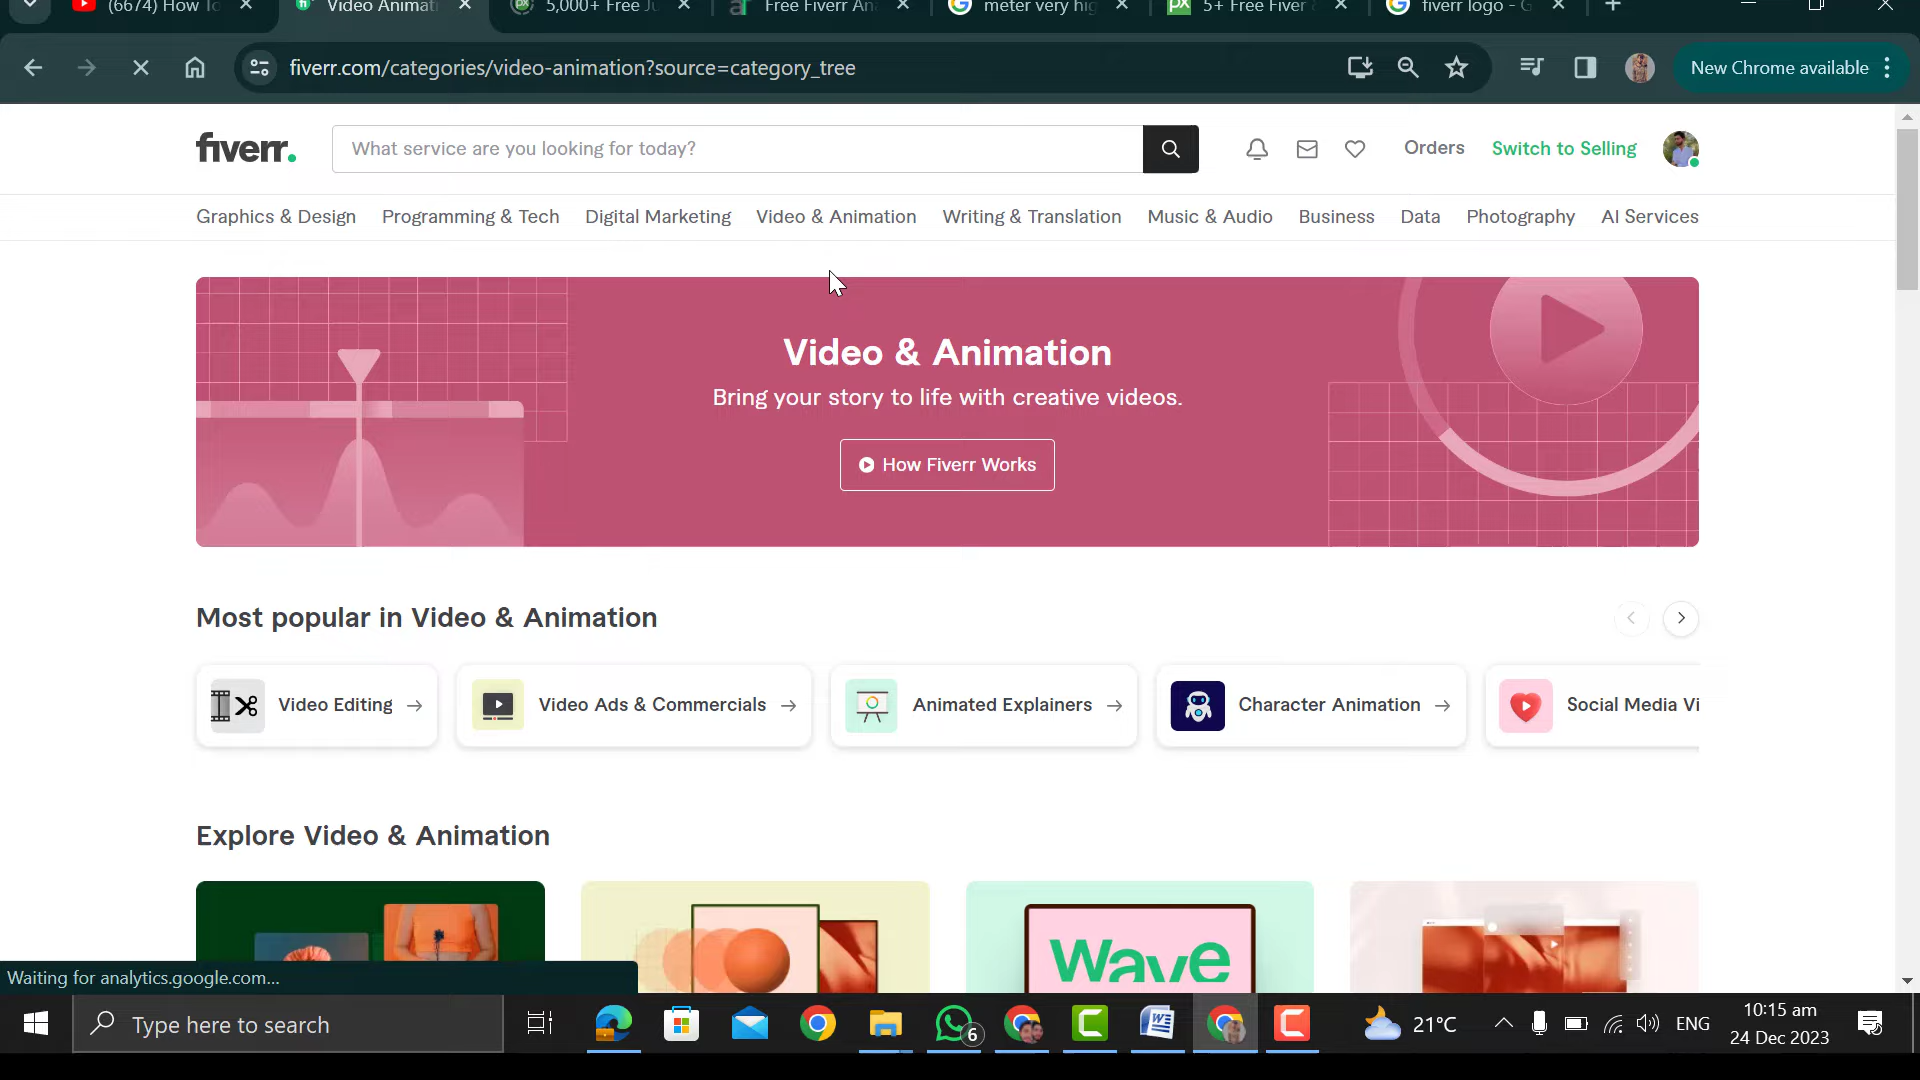 (6674) How To
Video Animati
5,000+ Free Ju
Free Fiverr An
meter very hig
5+ Free Fiver
fiverr logo - G
fiverr.com/categories/video-animation?source=category_tree
New Chrome available
fiverr.
What service are you looking for today?
Orders
Switch to Selling
Graphics & Design
Programming & Tech
Digital Marketing
Video & Animation
Writing & Translation
Music & Audio
Business
Data
Photography
AI Services
Video & Animation
Bring your story to life with creative videos.
How Fiverr Works
Most popular in Video & Animation
Video Editing
Video Ads & Commercials
Animated Explainers
Character Animation
Social Media Vi
Explore Video & Animation
Wave
Waiting for analytics.google.com...
Type here to search
6
21°C
ENG
10:15 am
24 Dec 2023